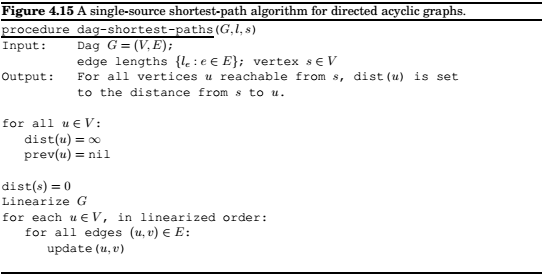 Figure 4.15 A single-source shortest-path algorithm for directed acyclic graphs.
procedure dag-shortest-paths(G, l, s)
Input: Dag G = (V, E);
edge lengths {lₑ : e ∈ E}; vertex s ∈ V
Output: For all vertices u reachable from s, dist(u) is set
to the distance from s to u.
for all u ∈ V:
dist(u) = ∞
prev(u) = nil
dist(s) = 0
Linearize G
for each u ∈ V, in linearized order:
for all edges (u, v) ∈ E:
update(u, v)